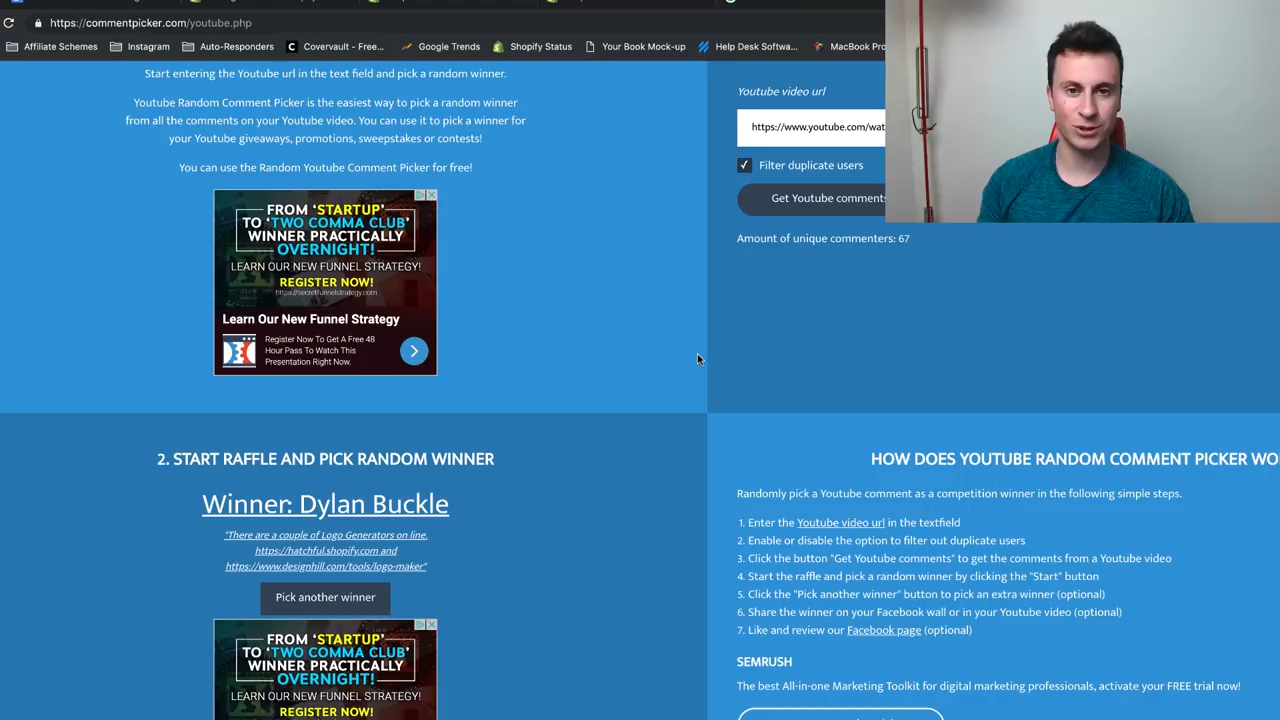 https://commentpicker.com/youtube.php
Affiliate Schemes
Instagram
Auto-Responders
Covervault - Free...
Google Trends
Shopify Status
Your Book Mock-up
Help Desk Softwa...
MacBook Pro
Start entering the Youtube url in the text field and pick a random winner.
Youtube Random Comment Picker is the easiest way to pick a random winner
from all the comments on your Youtube video. You can use it to pick a winner for
your Youtube giveaways, promotions, sweepstakes or contests!
You can use the Random Youtube Comment Picker for free!
FROM 'STARTUP'
TO 'TWO COMMA CLUB'
WINNER PRACTICALLY
OVERNIGHT!
LEARN OUR NEW FUNNEL STRATEGY!
REGISTER NOW!
https://secretfunnelstrategy.com
Learn Our New Funnel Strategy
Register Now To Get A Free 48
Hour Pass To Watch This
Presentation Right Now.
Youtube video url
https://www.youtube.com/wat
Filter duplicate users
Get Youtube comments
Amount of unique commenters: 67
2. START RAFFLE AND PICK RANDOM WINNER
Winner: Dylan Buckle
"There are a couple of Logo Generators on line.
https://hatchful.shopify.com and
https://www.designhill.com/tools/logo-maker"
Pick another winner
FROM 'STARTUP'
TO 'TWO COMMA CLUB'
WINNER PRACTICALLY
OVERNIGHT!
LEARN OUR NEW FUNNEL STRATEGY!
REGISTER NOW!
HOW DOES YOUTUBE RANDOM COMMENT PICKER WO
Randomly pick a Youtube comment as a competition winner in the following simple steps.
1. Enter the Youtube video url in the textfield
2. Enable or disable the option to filter out duplicate users
3. Click the button "Get Youtube comments" to get the comments from a Youtube video
4. Start the raffle and pick a random winner by clicking the "Start" button
5. Click the "Pick another winner" button to pick an extra winner (optional)
6. Share the winner on your Facebook wall or in your Youtube video (optional)
7. Like and review our Facebook page (optional)
SEMRUSH
The best All-in-one Marketing Toolkit for digital marketing professionals, activate your FREE trial now!